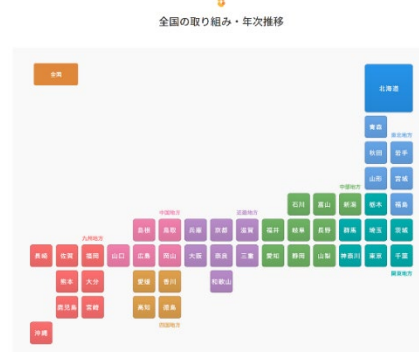 全国の取り組み・年次推移
全国
北海道
青森
東北地方
秋田 岩手
山形 宮城
中部地方
石川 富山 新潟 栃木 福島
中国地方 近畿地方
島根 鳥取 兵庫 京都 滋賀 福井 岐阜 長野 群馬 埼玉 茨城
九州地方
長崎 佐賀 福岡 山口 広島 岡山 大阪 奈良 三重 愛知 静岡 山梨 神奈川 東京 千葉
関東地方
熊本 大分 愛媛 香川 和歌山
鹿児島 宮崎 高知 徳島
四国地方
沖縄